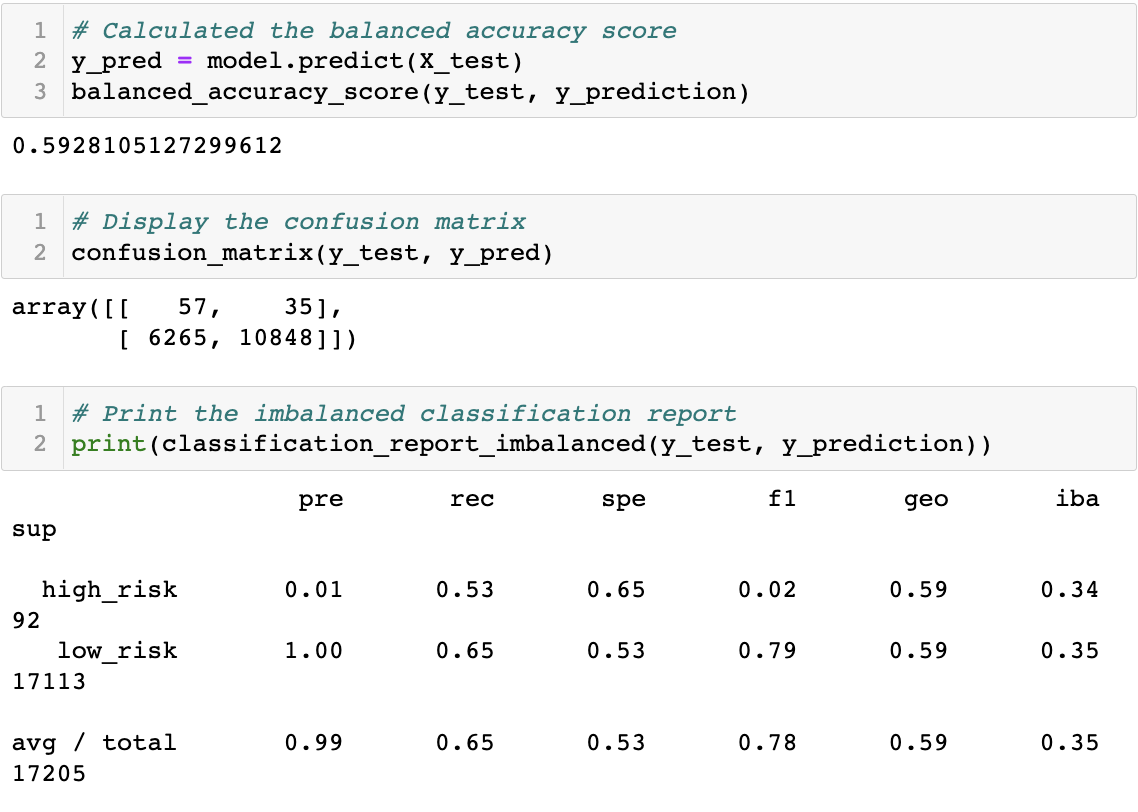 1 # Calculated the balanced accuracy score
2 y_pred = model.predict(X_test)
3 balanced_accuracy_score(y_test, y_prediction)
0.5928105127299612
1 # Display the confusion matrix
2 confusion_matrix(y_test, y_pred)
array([[   57,    35],
       [ 6265, 10848]])
1 # Print the imbalanced classification report
2 print(classification_report_imbalanced(y_test, y_prediction))
                   pre       rec       spe        f1       geo       iba
sup
  high_risk       0.01      0.53      0.65      0.02      0.59      0.34
92
   low_risk       1.00      0.65      0.53      0.79      0.59      0.35
17113
avg / total       0.99      0.65      0.53      0.78      0.59      0.35
17205